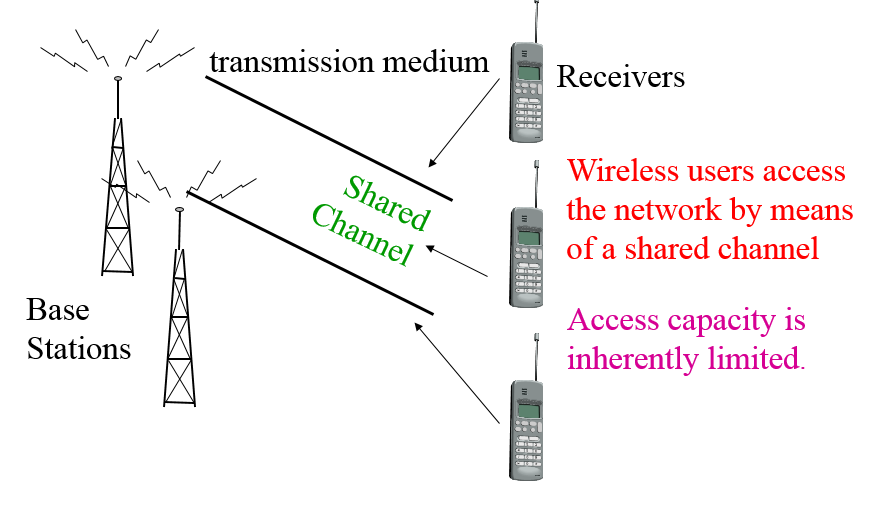 transmission medium
Receivers
Shared
Channel
Wireless users access
the network by means
of a shared channel
Base
Stations
Access capacity is
inherently limited.